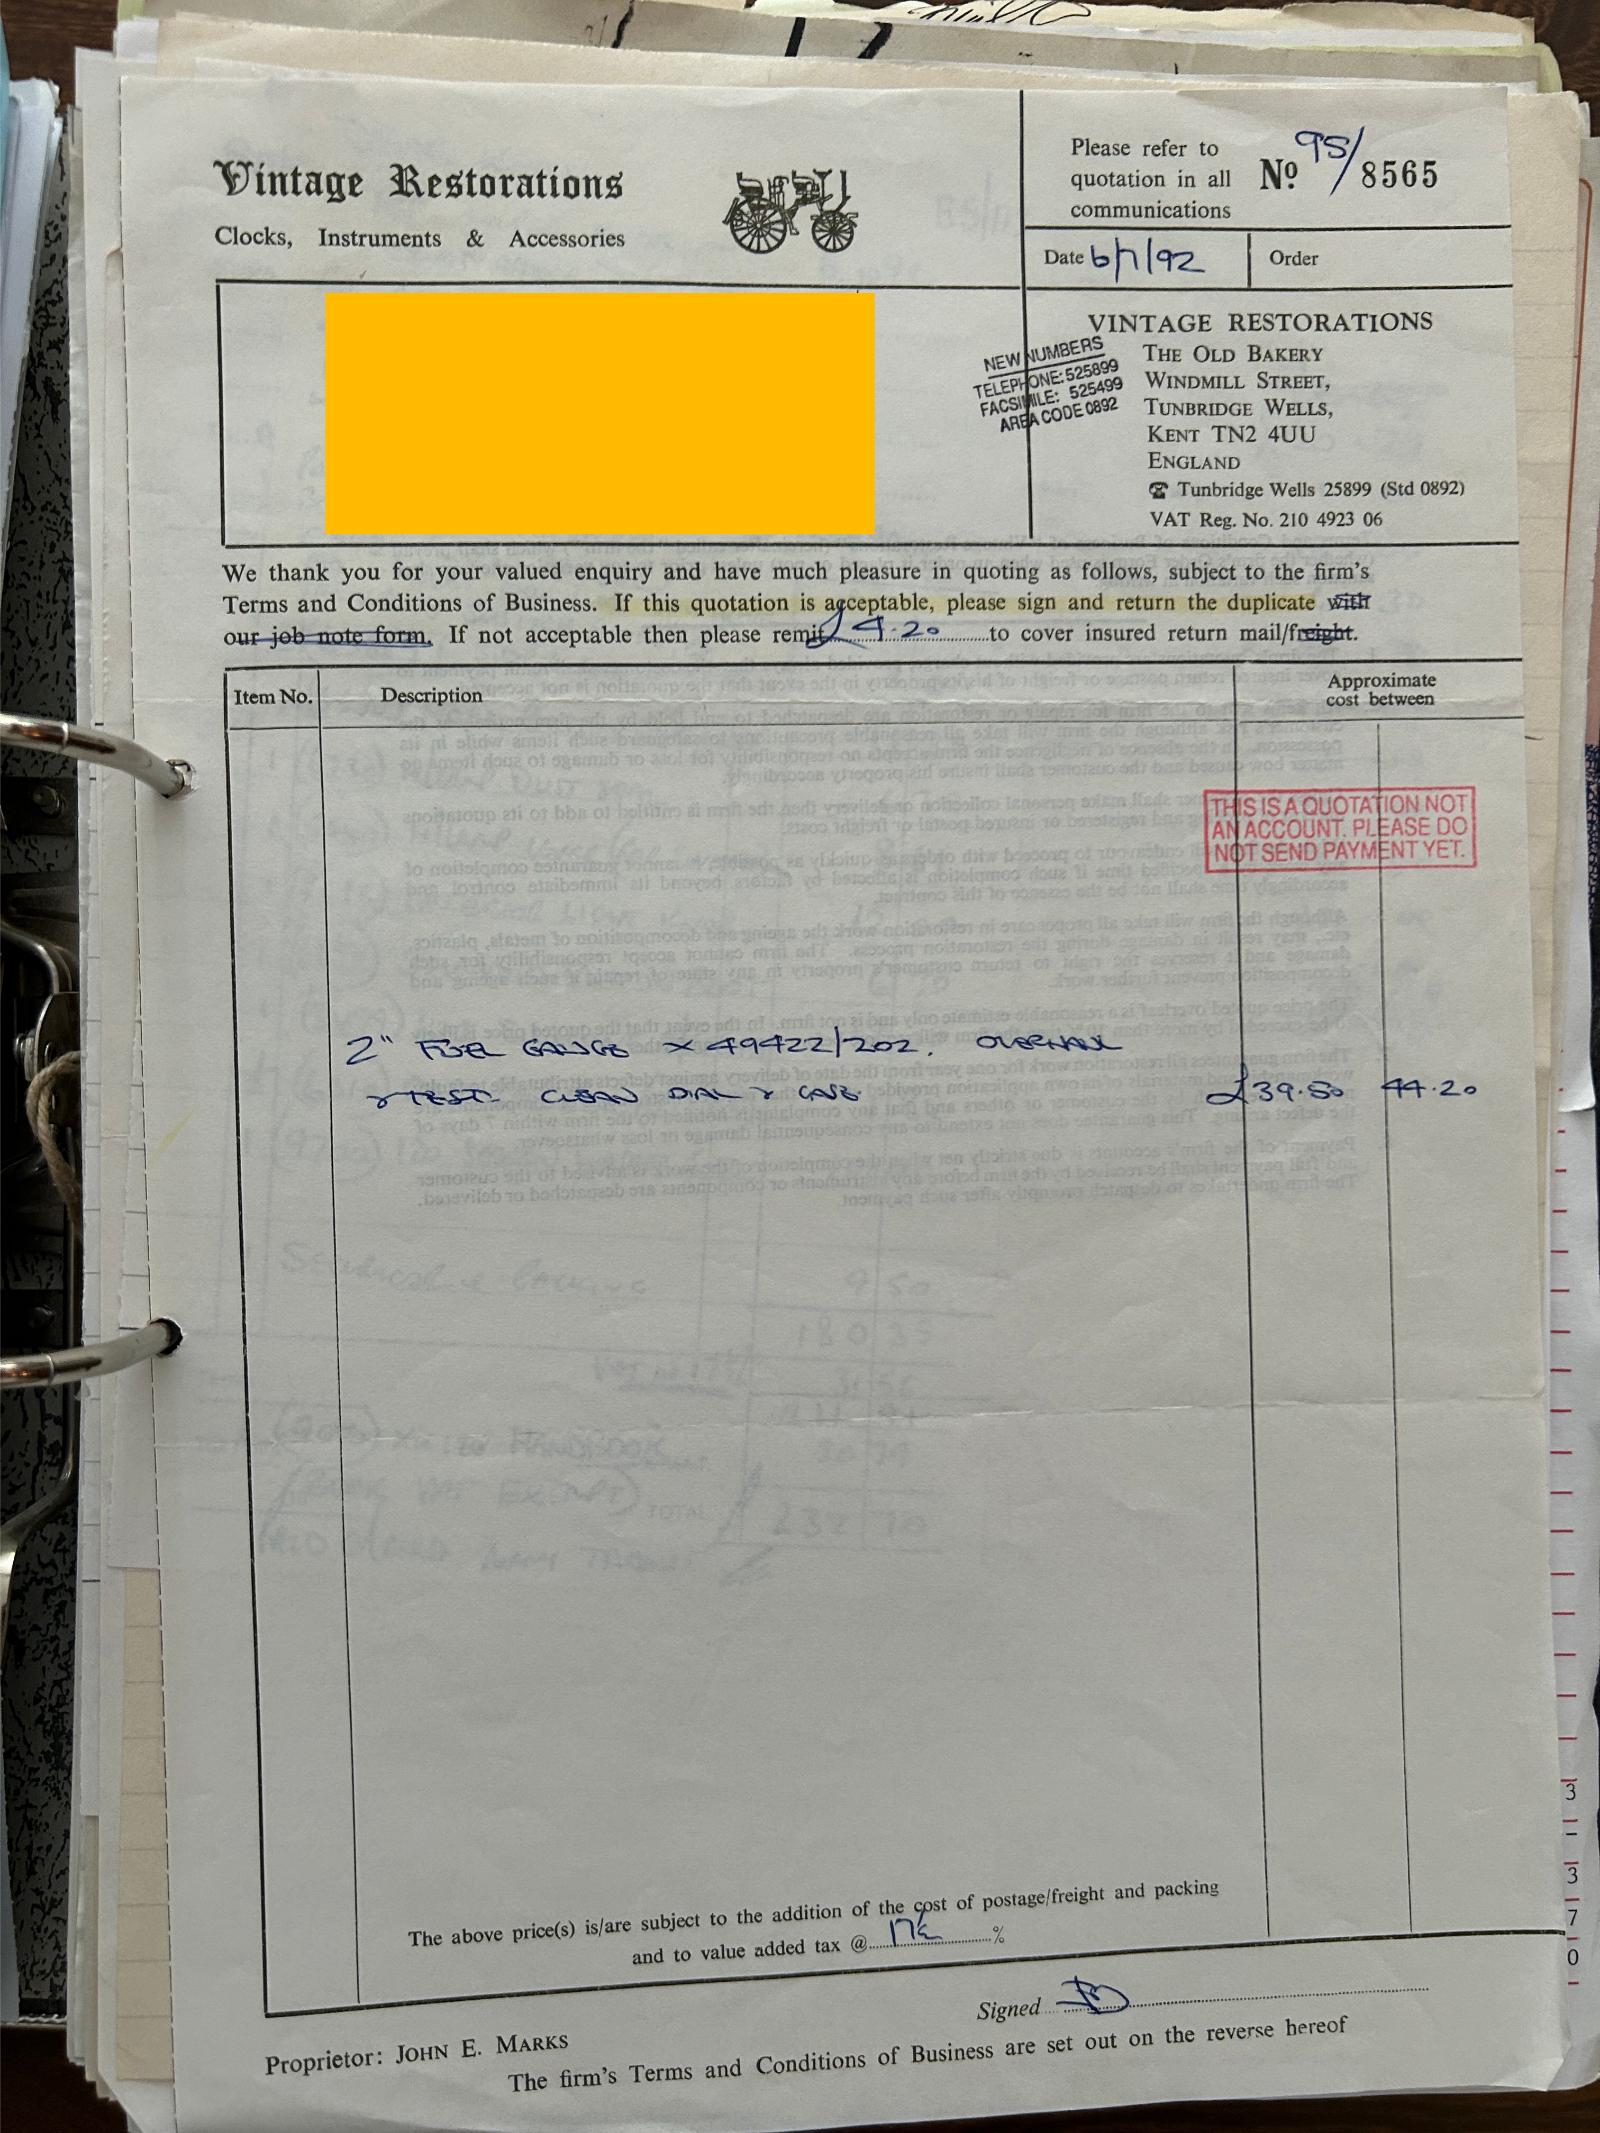 Vintage Restorations
Clocks, Instruments & Accessories
Please refer to
quotation in all
communications
Nº 95/8565
Date 6/7/92 Order
VINTAGE RESTORATIONS
THE OLD BAKERY
WINDMILL STREET,
TUNBRIDGE WELLS,
KENT TN2 4UU
ENGLAND
☎ Tunbridge Wells 25899 (Std 0892)
VAT Reg. No. 210 4923 06
NEW NUMBERS
TELEPHONE: 525899
FACSIMILE: 525499
AREA CODE 0892
We thank you for your valued enquiry and have much pleasure in quoting as follows, subject to the firm's
Terms and Conditions of Business. If this quotation is acceptable, please sign and return the duplicate with
our job note form. If not acceptable then please remit £4.20 to cover insured return mail/freight.
Item No. Description
Approximate
cost between
THIS IS A QUOTATION NOT
AN ACCOUNT. PLEASE DO
NOT SEND PAYMENT YET.
2" FUEL GAUGE X49422/202. OVERHAUL
& TEST. CLEAN DIAL & CASE £39.50 44.20
The above price(s) is/are subject to the addition of the cost of postage/freight and packing
and to value added tax @ 17½ %
Signed
Proprietor: JOHN E. MARKS
The firm's Terms and Conditions of Business are set out on the reverse hereof
3
-
3
7
0